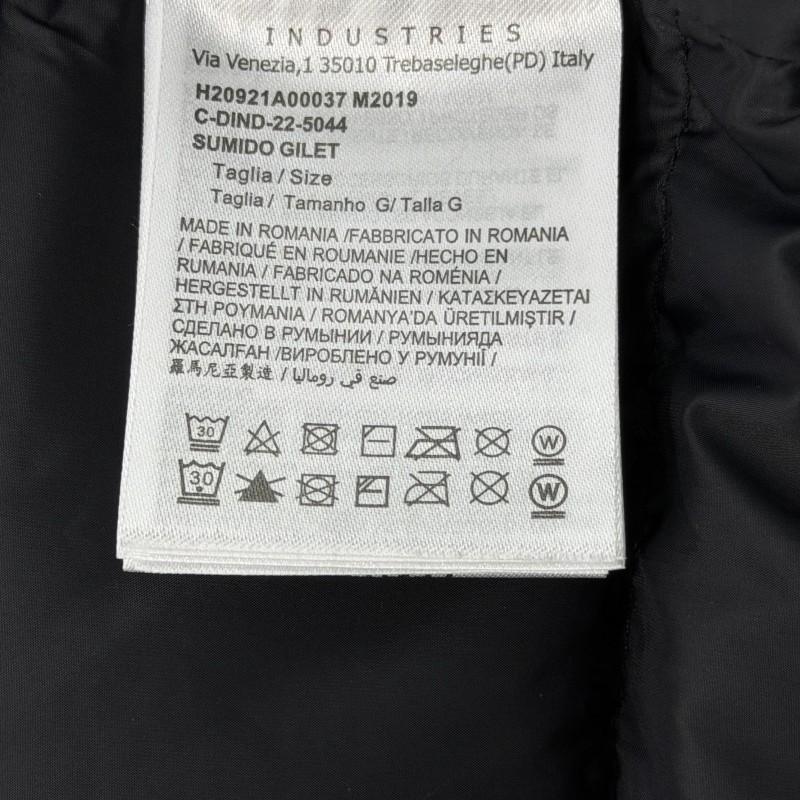 INDUSTRIES
Via Venezia,1 35010 Trebaseleghe(PD) Italy
H20921A00037 M2019
C-DIND-22-5044
SUMIDO GILET
Taglia / Size
Taglia / Tamanho G/ Talla G
MADE IN ROMANIA /FABBRICATO IN ROMANIA
/ FABRIQUÉ EN ROUMANIE /HECHO EN
RUMANIA / FABRICADO NA ROMÉNIA /
HERGESTELLT IN RUMÄNIEN / ΚΑΤΑΣΚΕΥΑΖΕΤΑΙ
ΣΤΗ ΡΟΥΜΑΝΙΑ / ROMANYA'DA ÜRETILMIŞTIR /
СДЕЛАНО В РУМЫНИИ / РУМЫНИЯДА
ЖАСАЛҒАН /ВИРОБЛЕНО У РУМУНІЇ /
羅馬尼亞製造 / صنع في رومانيا
30 W
30 W